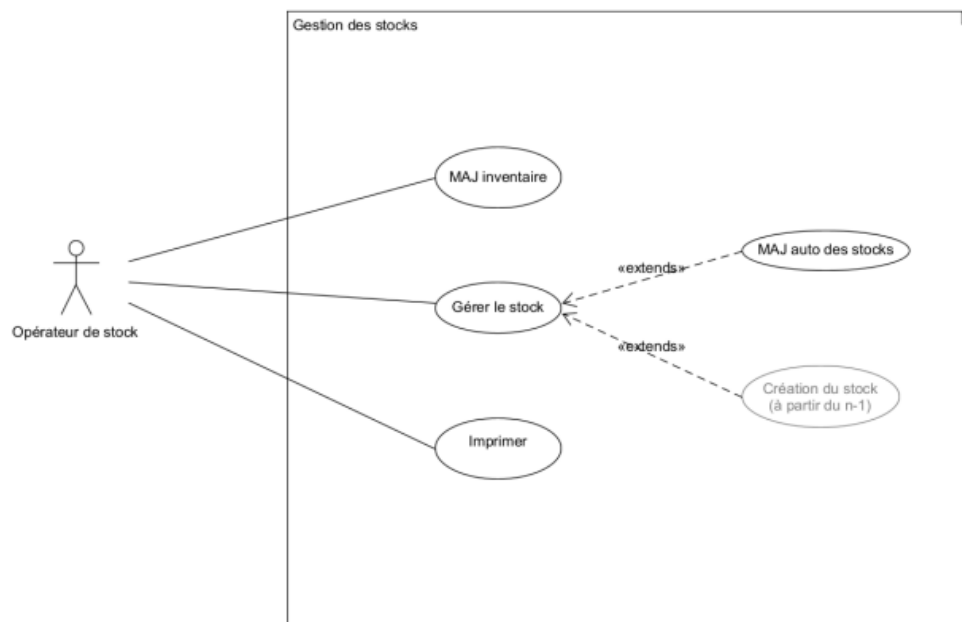 Gestion des stocks
MAJ inventaire
MAJ auto des stocks
«extends»
Gérer le stock
Opérateur de stock
«extends»
Création du stock
(à partir du n-1)
Imprimer